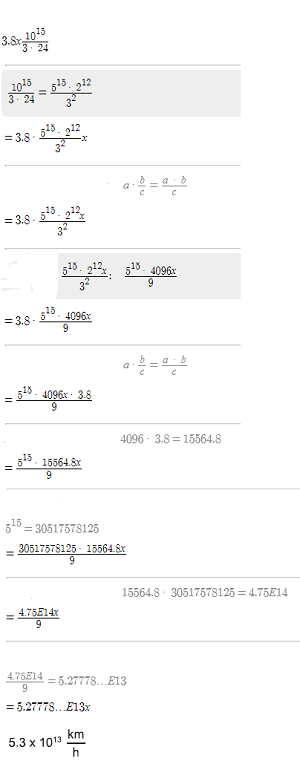 3.8x 10^15/(3 · 24)
10^15/(3 · 24) = (5^15 · 2^12)/3^2
= 3.8 · (5^15 · 2^12)/3^2 x
a · b/c = (a · b)/c
= 3.8 · (5^15 · 2^12x)/3^2
(5^15 · 2^12x)/3^2 : (5^15 · 4096x)/9
= 3.8 · (5^15 · 4096x)/9
a · b/c = (a · b)/c
= (5^15 · 4096x · 3.8)/9
4096 · 3.8 = 15564.8
= (5^15 · 15564.8x)/9
5^15 = 30517578125
= (30517578125 · 15564.8x)/9
15564.8 · 30517578125 = 4.75E14
= 4.75E14x/9
4.75E14/9 = 5.27778...E13
= 5.27778...E13x
5.3 x 10^13 km/h